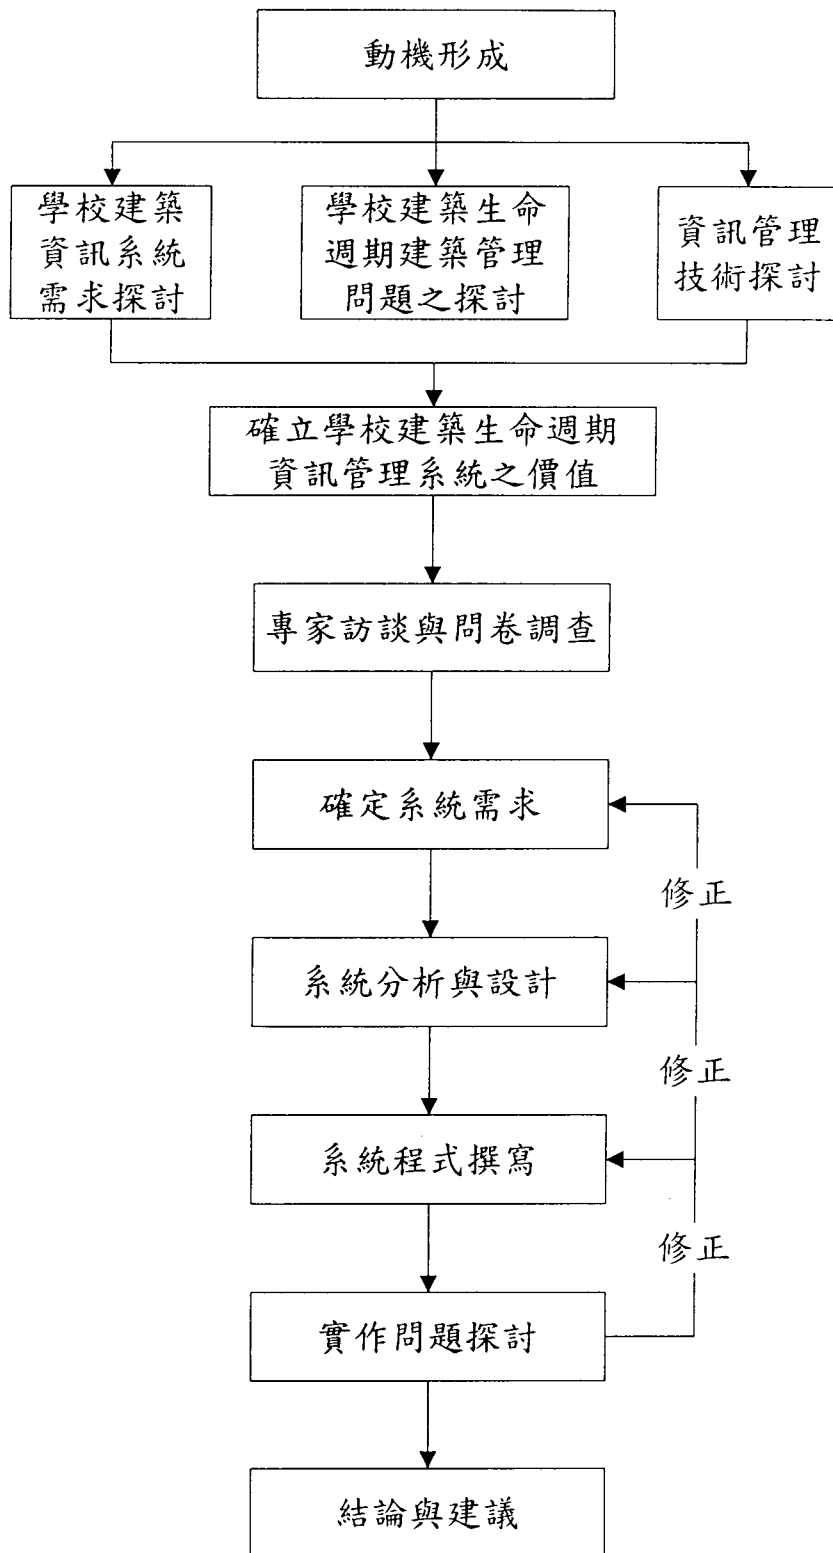 動機形成
學校建築
資訊系統
需求探討
學校建築生命
週期建築管理
問題之探討
資訊管理
技術探討
確立學校建築生命週期
資訊管理系統之價值
專家訪談與問卷調查
確定系統需求
修正
系統分析與設計
修正
系統程式撰寫
修正
實作問題探討
結論與建議